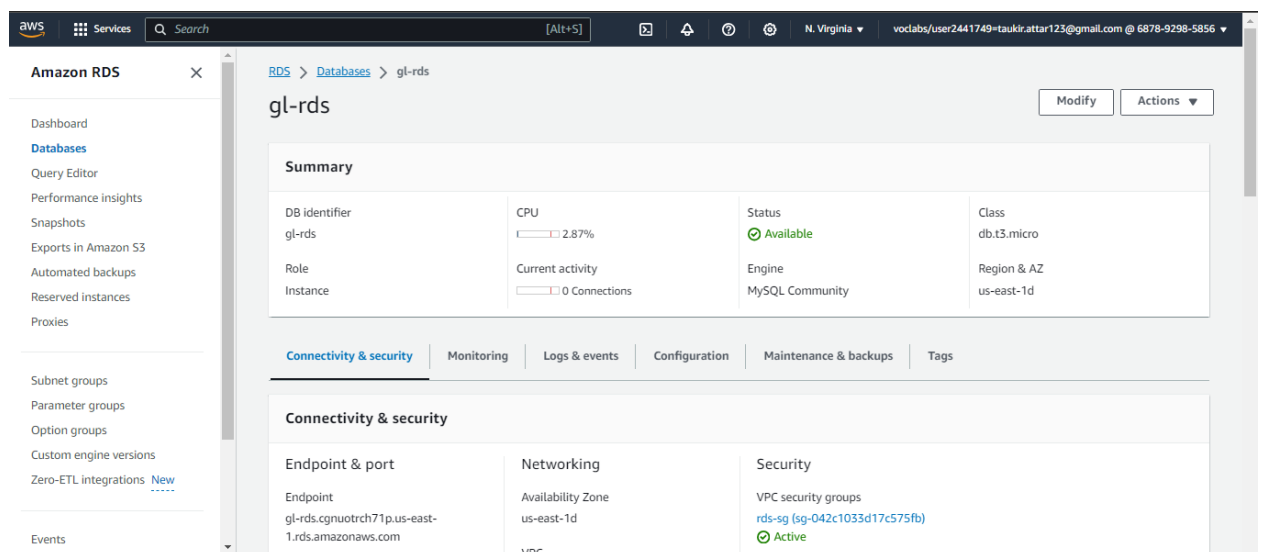 aws Services Search [Alt+S] N. Virginia voclabs/user2441749=taukir.attar123@gmail.com @ 6878-9298-5856
Amazon RDS
Dashboard
Databases
Query Editor
Performance insights
Snapshots
Exports in Amazon S3
Automated backups
Reserved instances
Proxies
Subnet groups
Parameter groups
Option groups
Custom engine versions
Zero-ETL integrations New
Events
RDS > Databases > gl-rds
gl-rds
Modify Actions
Summary
DB identifier
gl-rds
CPU
2.87%
Status
Available
Class
db.t3.micro
Role
Instance
Current activity
0 Connections
Engine
MySQL Community
Region & AZ
us-east-1d
Connectivity & security Monitoring Logs & events Configuration Maintenance & backups Tags
Connectivity & security
Endpoint & port
Endpoint
gl-rds.cgnuotrch71p.us-east-
1.rds.amazonaws.com
Networking
Availability Zone
us-east-1d
VPC
Security
VPC security groups
rds-sg (sg-042c1033d17c575fb)
Active